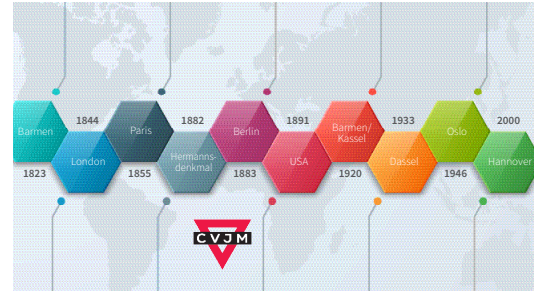 1844
1882
1891
1933
2000
Barmen
Paris
Berlin
Barmen/
Kassel
Oslo
London
Hermanns-
denkmal
USA
Dassel
Hannover
1823
1855
1883
1920
1946
CVJM